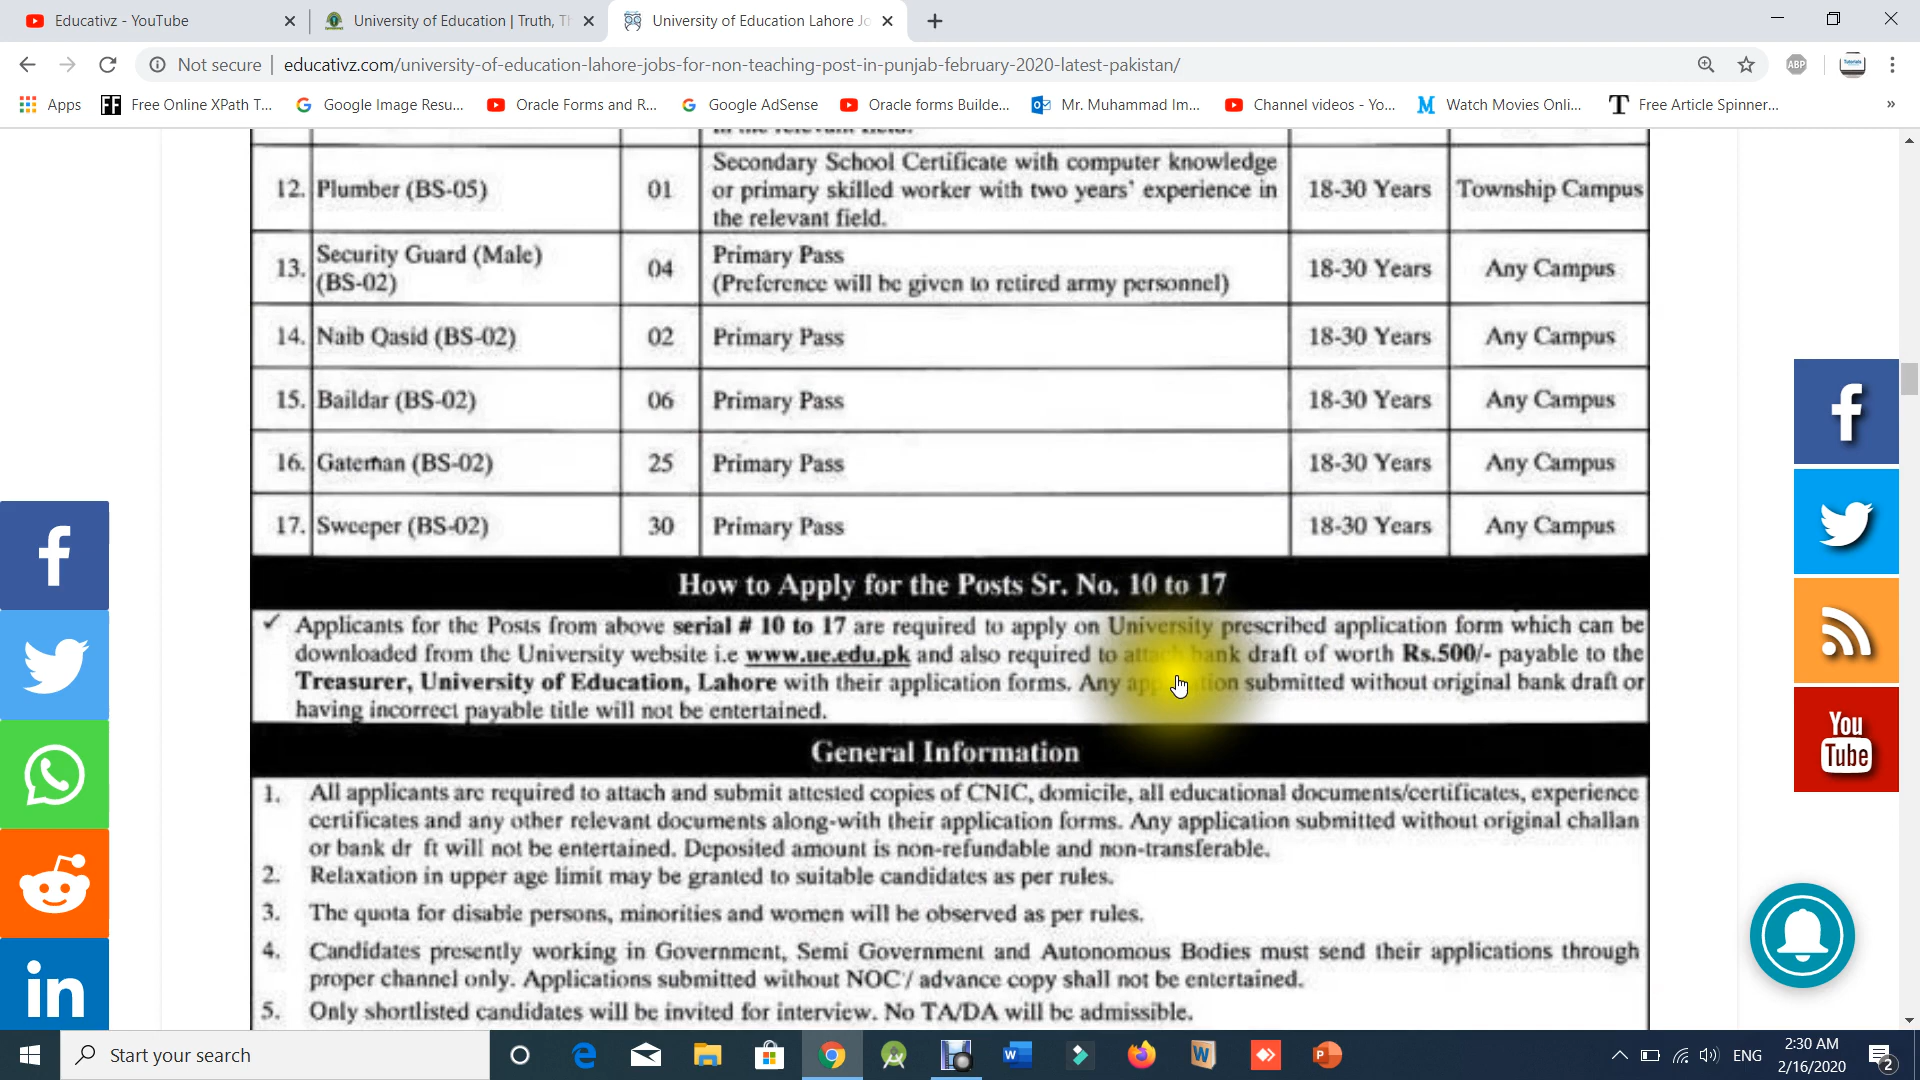 Educativz - YouTube
University of Education | Truth, Th
University of Education Lahore Jo
Not secure
educativz.com/university-of-education-lahore-jobs-for-non-teaching-post-in-punjab-february-2020-latest-pakistan/
ABP
Apps
Free Online XPath T...
Google Image Resu...
Oracle Forms and R...
Google AdSense
Oracle forms Builde...
Mr. Muhammad Im...
Channel videos - Yo...
Watch Movies Onli...
Free Article Spinner...
»
in the relevant field.
12. Plumber (BS-05) 01 Secondary School Certificate with computer knowledge 18-30 Years Township Campus
or primary skilled worker with two years' experience in
the relevant field.
13. Security Guard (Male) 04 Primary Pass 18-30 Years Any Campus
(BS-02) (Preference will be given to retired army personnel)
14. Naib Qasid (BS-02) 02 Primary Pass 18-30 Years Any Campus
15. Baildar (BS-02) 06 Primary Pass 18-30 Years Any Campus
16. Gateman (BS-02) 25 Primary Pass 18-30 Years Any Campus
17. Sweeper (BS-02) 30 Primary Pass 18-30 Years Any Campus
How to Apply for the Posts Sr. No. 10 to 17
✓ Applicants for the Posts from above serial # 10 to 17 are required to apply on University prescribed application form which can be
downloaded from the University website i.e www.ue.edu.pk and also required to attach bank draft of worth Rs.500/- payable to the
Treasurer, University of Education, Lahore with their application forms. Any application submitted without original bank draft or
having incorrect payable title will not be entertained.
General Information
1. All applicants are required to attach and submit attested copies of CNIC, domicile, all educational documents/certificates, experience
certificates and any other relevant documents along-with their application forms. Any application submitted without original challan
or bank dr ft will not be entertained. Deposited amount is non-refundable and non-transferable.
2. Relaxation in upper age limit may be granted to suitable candidates as per rules.
3. The quota for disable persons, minorities and women will be observed as per rules.
4. Candidates presently working in Government, Semi Government and Autonomous Bodies must send their applications through
proper channel only. Applications submitted without NOC / advance copy shall not be entertained.
5. Only shortlisted candidates will be invited for interview. No TA/DA will be admissible.
You
Tube
in
Start your search
ENG
2:30 AM
2/16/2020
2